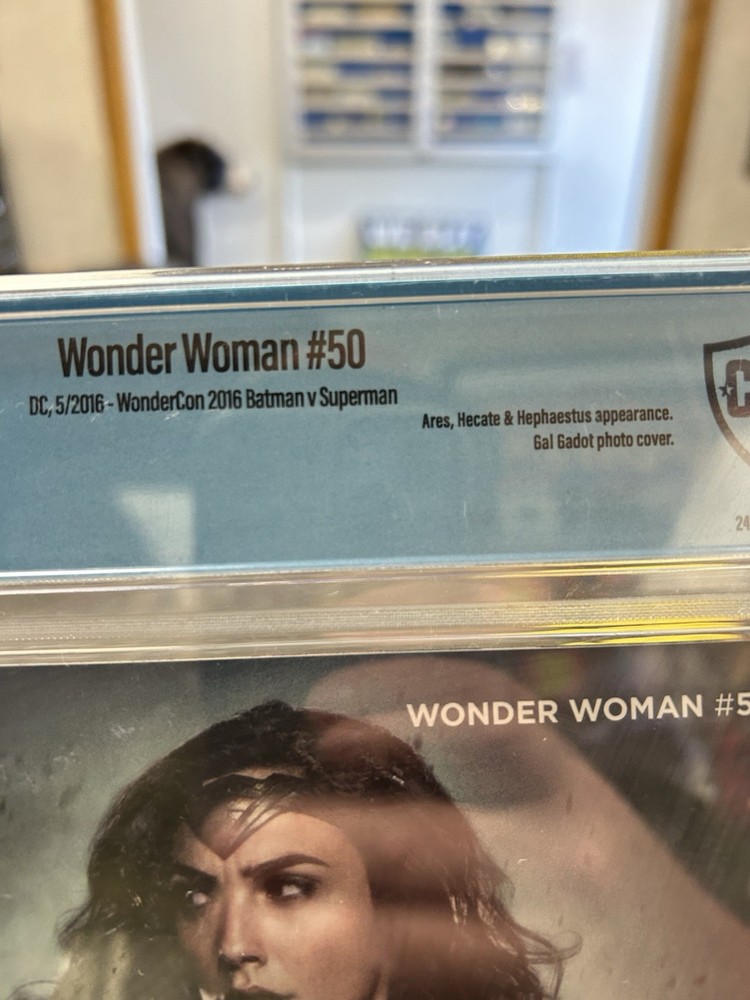 Wonder Woman #50
DC, 5/2016 - WonderCon 2016 Batman v Superman
Ares, Hecate & Hephaestus appearance.
Gal Gadot photo cover.
C
24
WONDER WOMAN #5